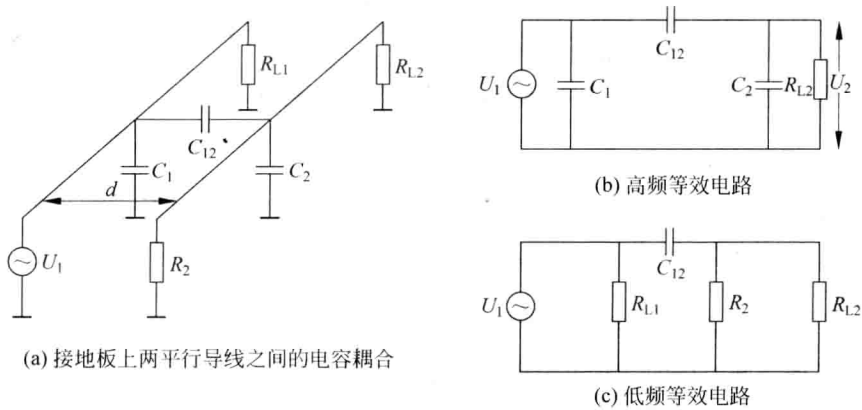 R_L1
R_L2
C_12
C_1
C_2
d
U_1
R_2
(a) 接地板上两平行导线之间的电容耦合
C_12
U_1
C_1
C_2
R_L2
U_2
(b) 高频等效电路
C_12
U_1
R_L1
R_2
R_L2
(c) 低频等效电路